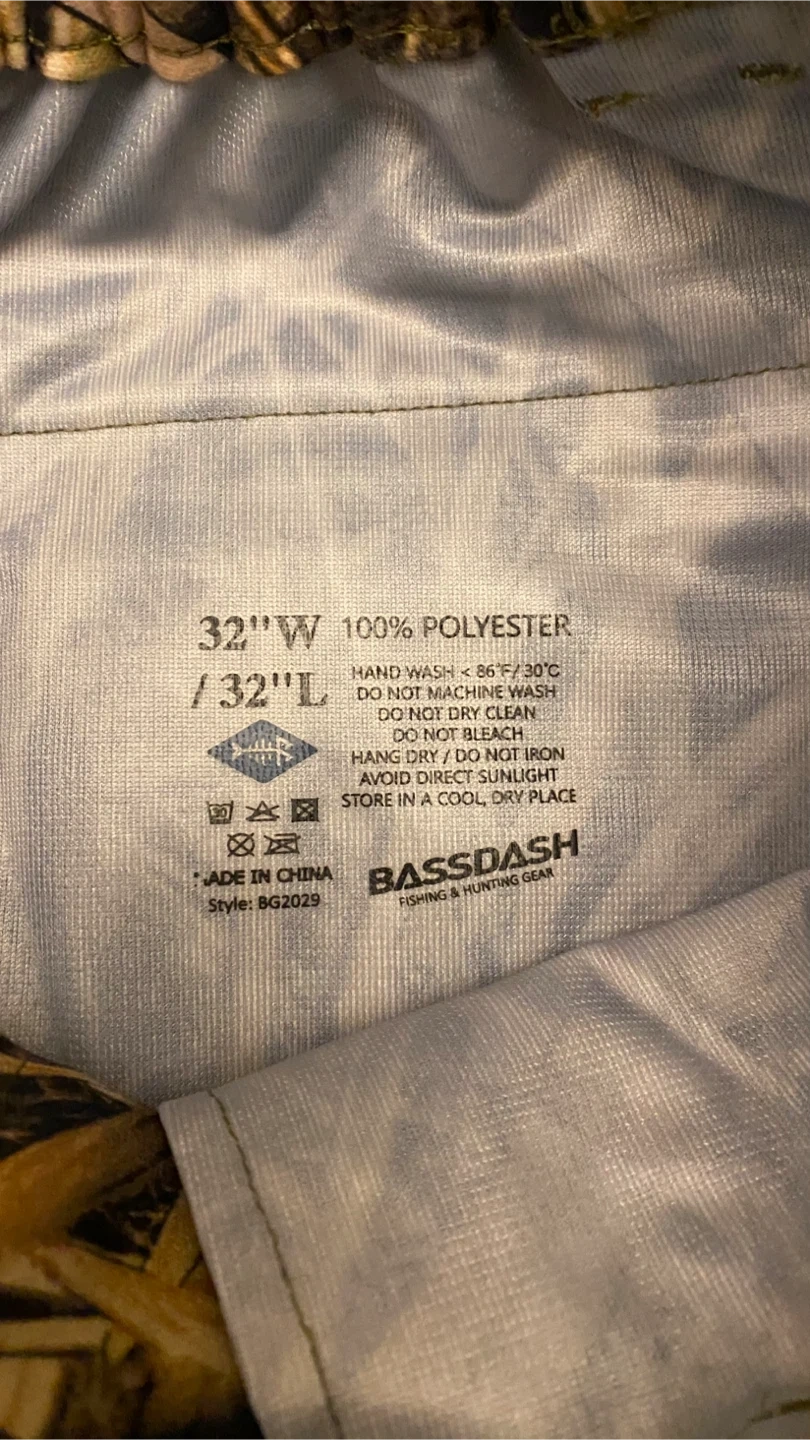 32"W
/ 32"L
30
ADE IN CHINA
Style: BG2029
100% POLYESTER
HAND WASH < 86°F/30°C
DO NOT MACHINE WASH
DO NOT DRY CLEAN
DO NOT BLEACH
HANG DRY / DO NOT IRON
AVOID DIRECT SUNLIGHT
STORE IN A COOL, DRY PLACE
BASSDASH
FISHING & HUNTING GEAR